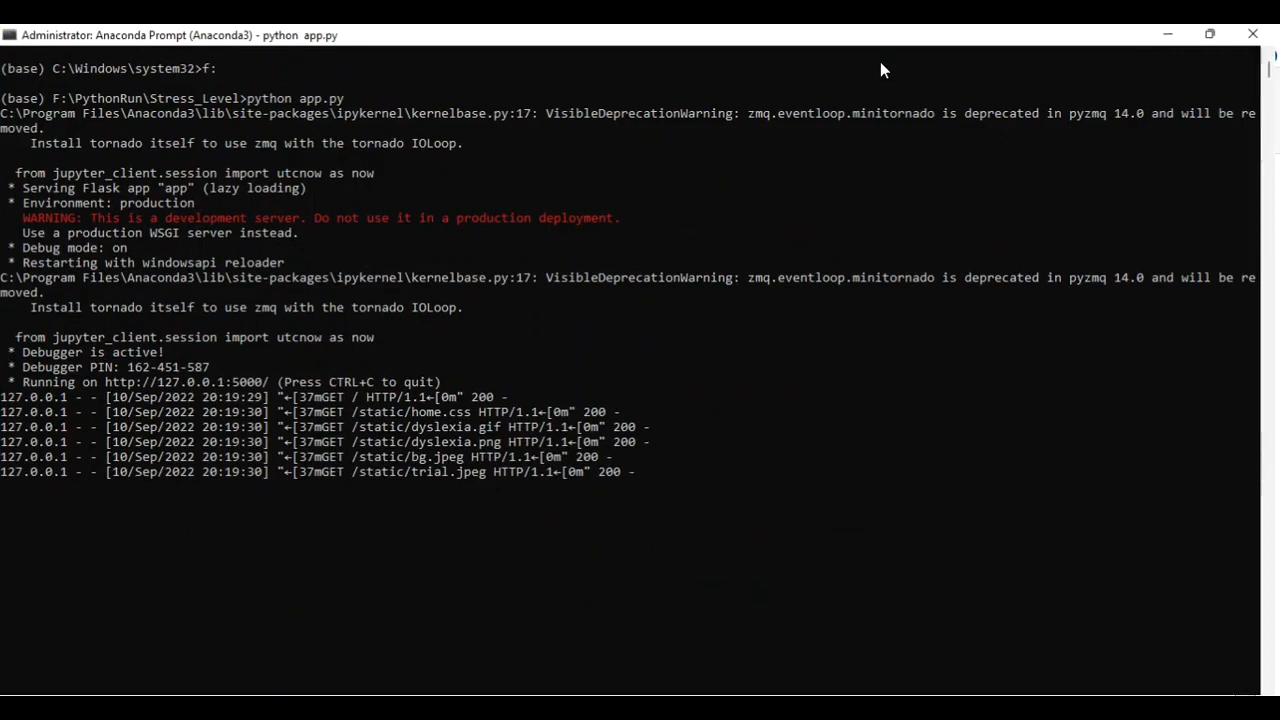 Administrator: Anaconda Prompt (Anaconda3) - python  app.py
(base) C:\Windows\system32>f:
(base) F:\PythonRun\Stress_Level>python app.py
C:\Program Files\Anaconda3\lib\site-packages\ipykernel\kernelbase.py:17: VisibleDeprecationWarning: zmq.eventloop.minitornado is deprecated in pyzmq 14.0 and will be re
moved.
    Install tornado itself to use zmq with the tornado IOLoop.
  from jupyter_client.session import utcnow as now
 * Serving Flask app "app" (lazy loading)
 * Environment: production
   WARNING: This is a development server. Do not use it in a production deployment.
   Use a production WSGI server instead.
 * Debug mode: on
 * Restarting with windowsapi reloader
C:\Program Files\Anaconda3\lib\site-packages\ipykernel\kernelbase.py:17: VisibleDeprecationWarning: zmq.eventloop.minitornado is deprecated in pyzmq 14.0 and will be re
moved.
    Install tornado itself to use zmq with the tornado IOLoop.
  from jupyter_client.session import utcnow as now
 * Debugger is active!
 * Debugger PIN: 162-451-587
 * Running on http://127.0.0.1:5000/ (Press CTRL+C to quit)
127.0.0.1 - - [10/Sep/2022 20:19:29] "←[37mGET / HTTP/1.1←[0m" 200 -
127.0.0.1 - - [10/Sep/2022 20:19:30] "←[37mGET /static/home.css HTTP/1.1←[0m" 200 -
127.0.0.1 - - [10/Sep/2022 20:19:30] "←[37mGET /static/dyslexia.gif HTTP/1.1←[0m" 200 -
127.0.0.1 - - [10/Sep/2022 20:19:30] "←[37mGET /static/dyslexia.png HTTP/1.1←[0m" 200 -
127.0.0.1 - - [10/Sep/2022 20:19:30] "←[37mGET /static/bg.jpeg HTTP/1.1←[0m" 200 -
127.0.0.1 - - [10/Sep/2022 20:19:30] "←[37mGET /static/trial.jpeg HTTP/1.1←[0m" 200 -